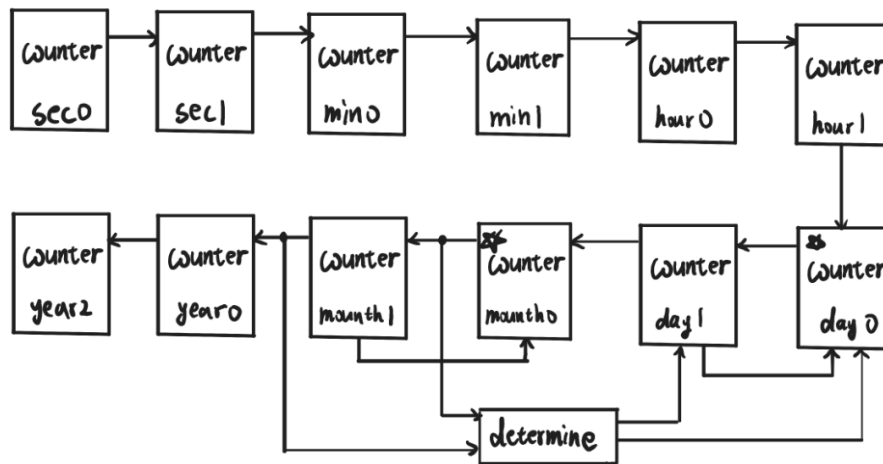 Counter
sec0
Counter
sec1
Counter
min0
Counter
min1
Counter
hour0
Counter
hour1
Counter
year2
Counter
year0
Counter
mounth1
Counter
mounth0
Counter
day1
Counter
day0
determine